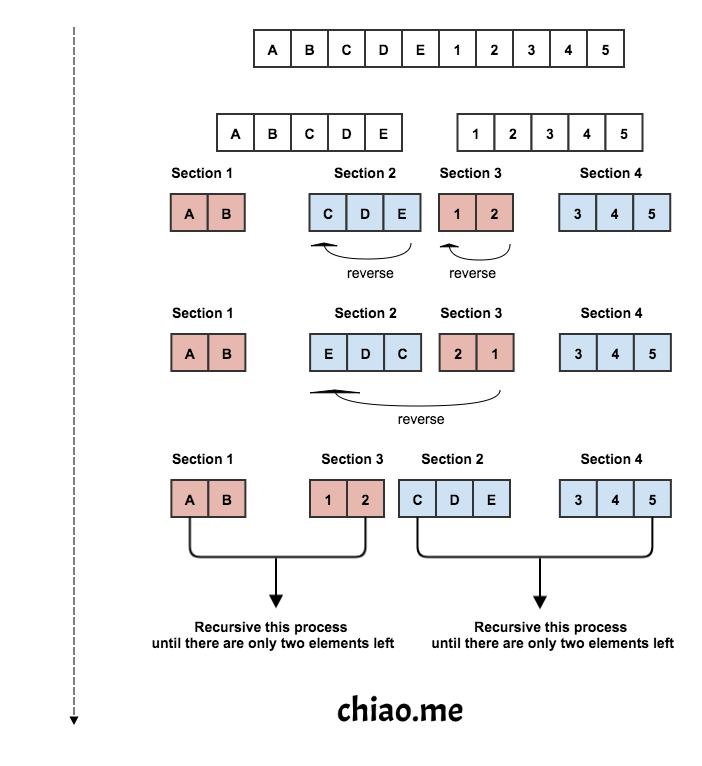 A B C D E 1 2 3 4 5
A B C D E 1 2 3 4 5
Section 1 Section 2 Section 3 Section 4
A B C D E 1 2 3 4 5
reverse reverse
Section 1 Section 2 Section 3 Section 4
A B E D C 2 1 3 4 5
reverse
Section 1 Section 3 Section 2 Section 4
A B 1 2 C D E 3 4 5
Recursive this process
until there are only two elements left
Recursive this process
until there are only two elements left
chiao.me